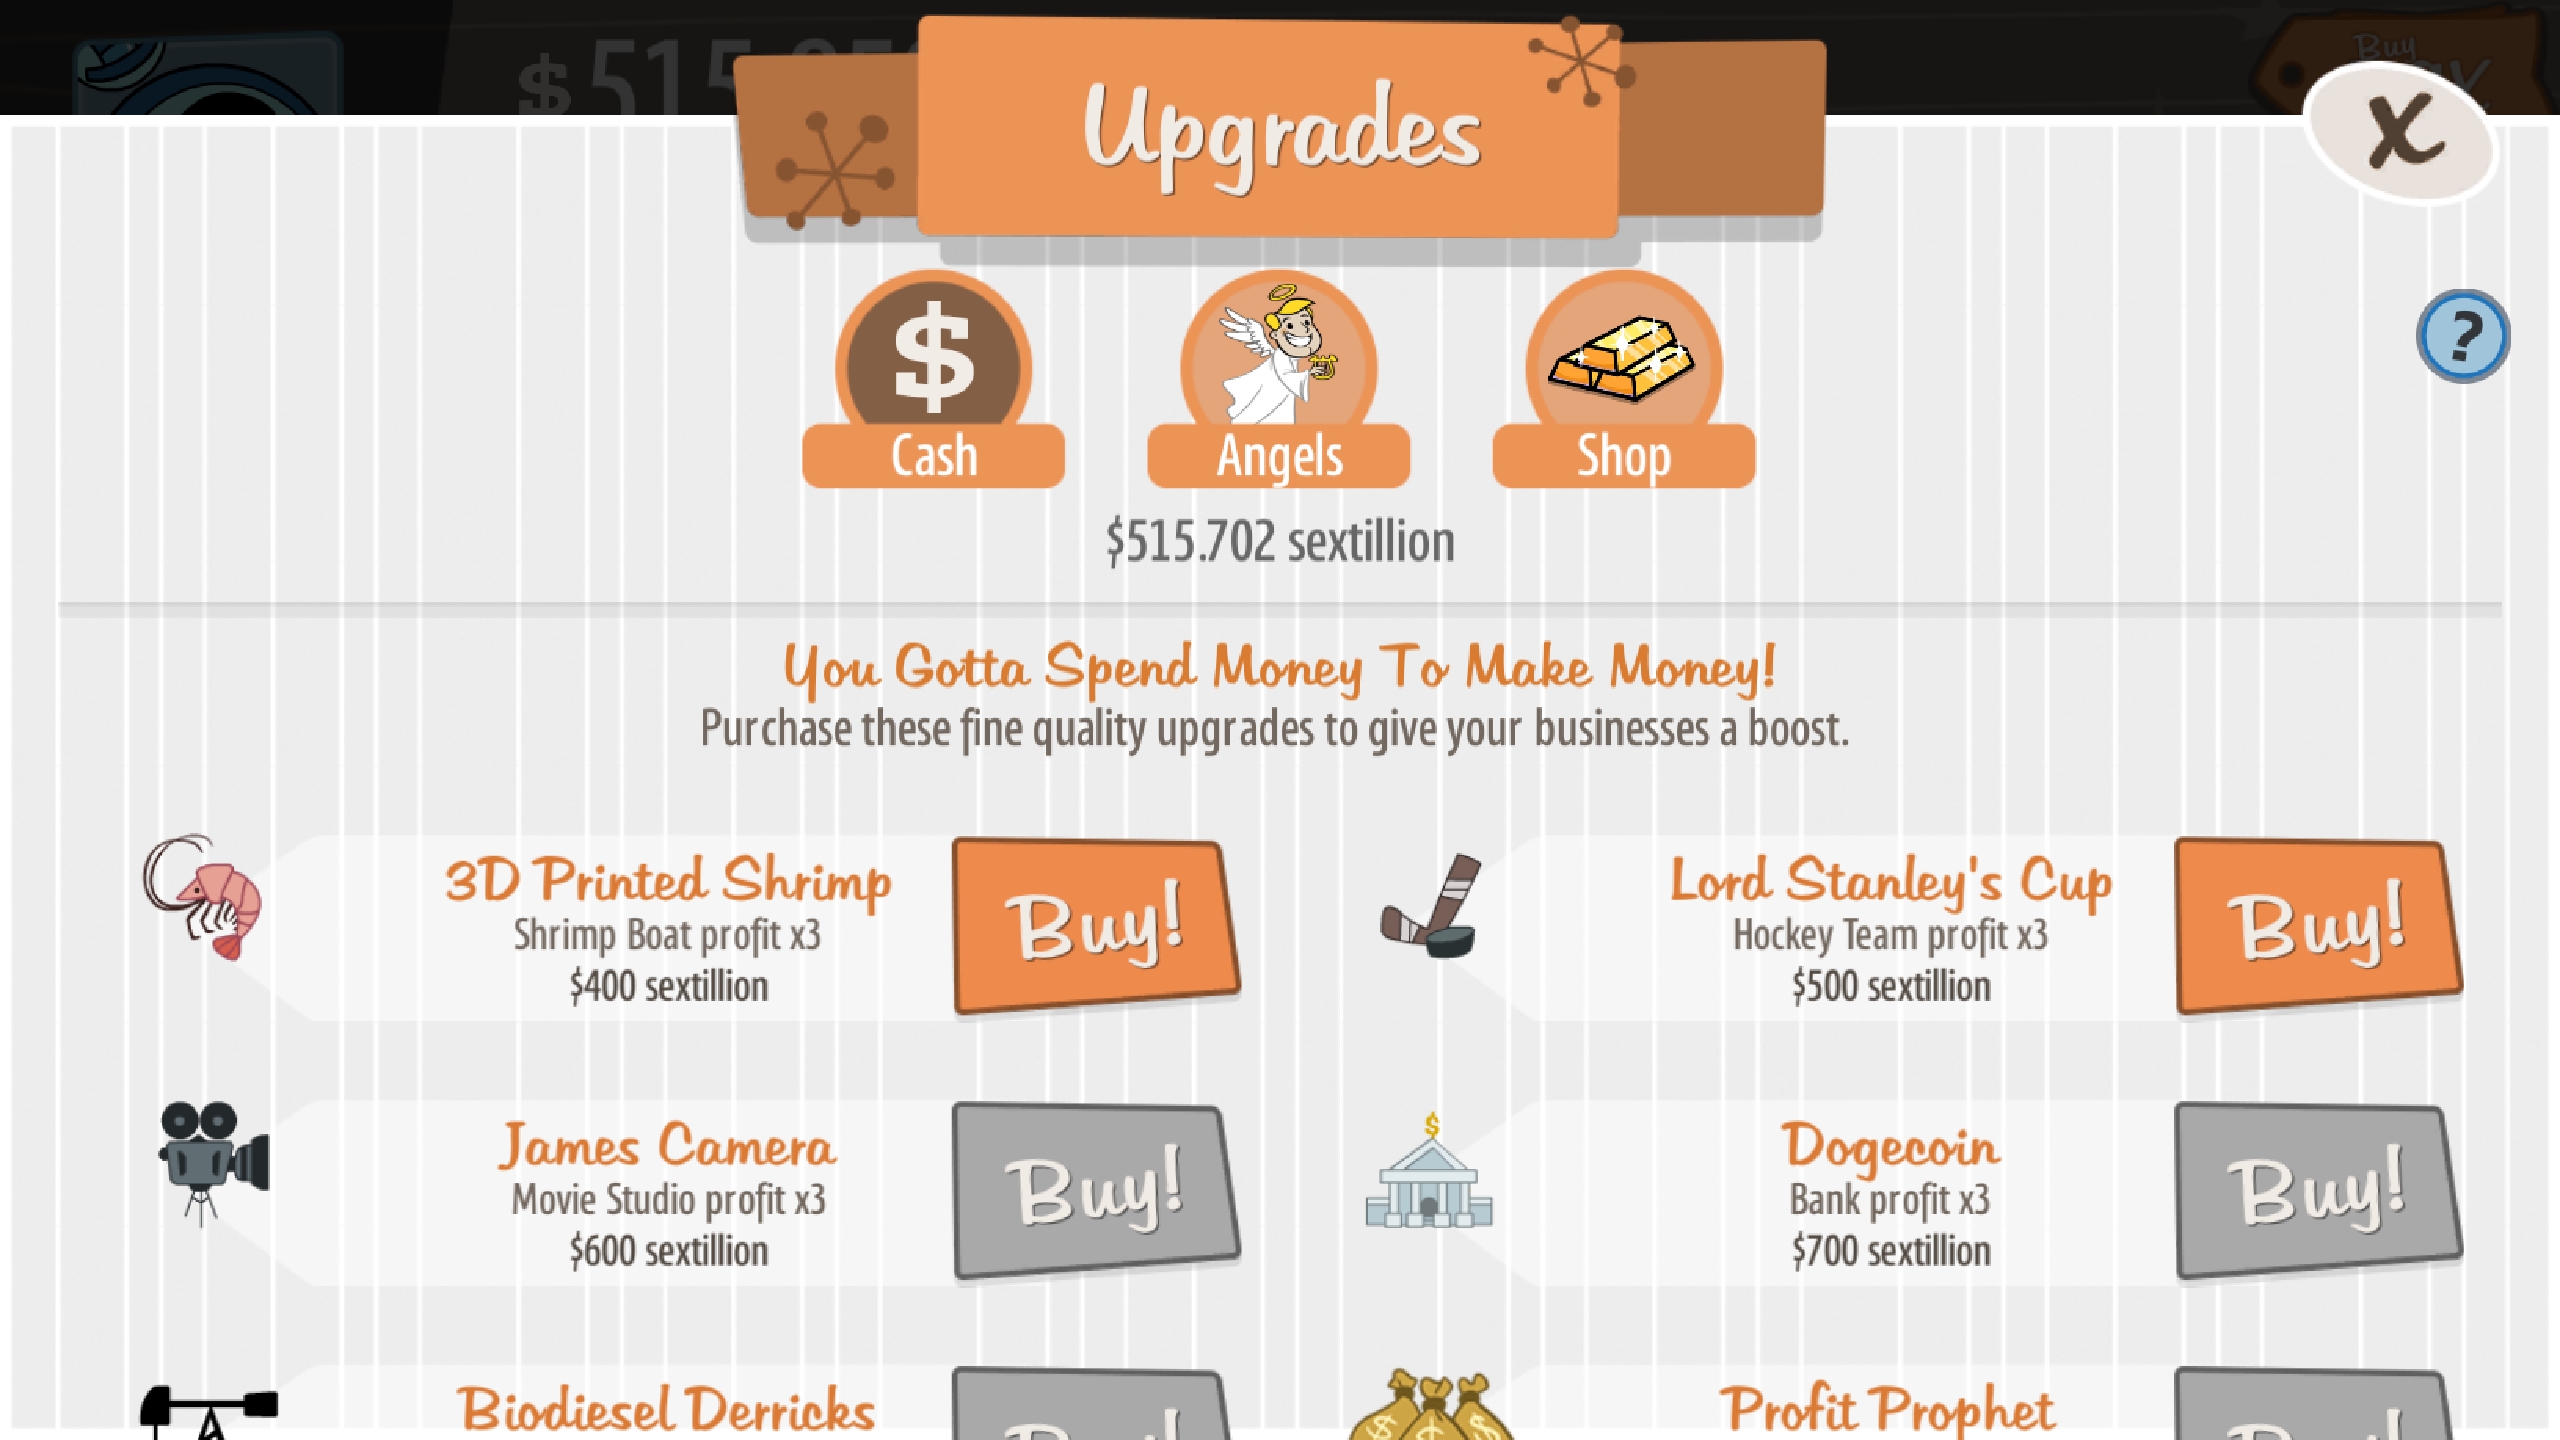 $515
Buy
Upgrades
X
?
$
Cash
Angels
Shop
$515.702 sextillion
You Gotta Spend Money To Make Money!
Purchase these fine quality upgrades to give your businesses a boost.
3D Printed Shrimp
Shrimp Boat profit x3
$400 sextillion
Buy!
Lord Stanley's Cup
Hockey Team profit x3
$500 sextillion
Buy!
James Camera
Movie Studio profit x3
$600 sextillion
Buy!
Dogecoin
Bank profit x3
$700 sextillion
Buy!
Biodiesel Derricks
Profit Prophet